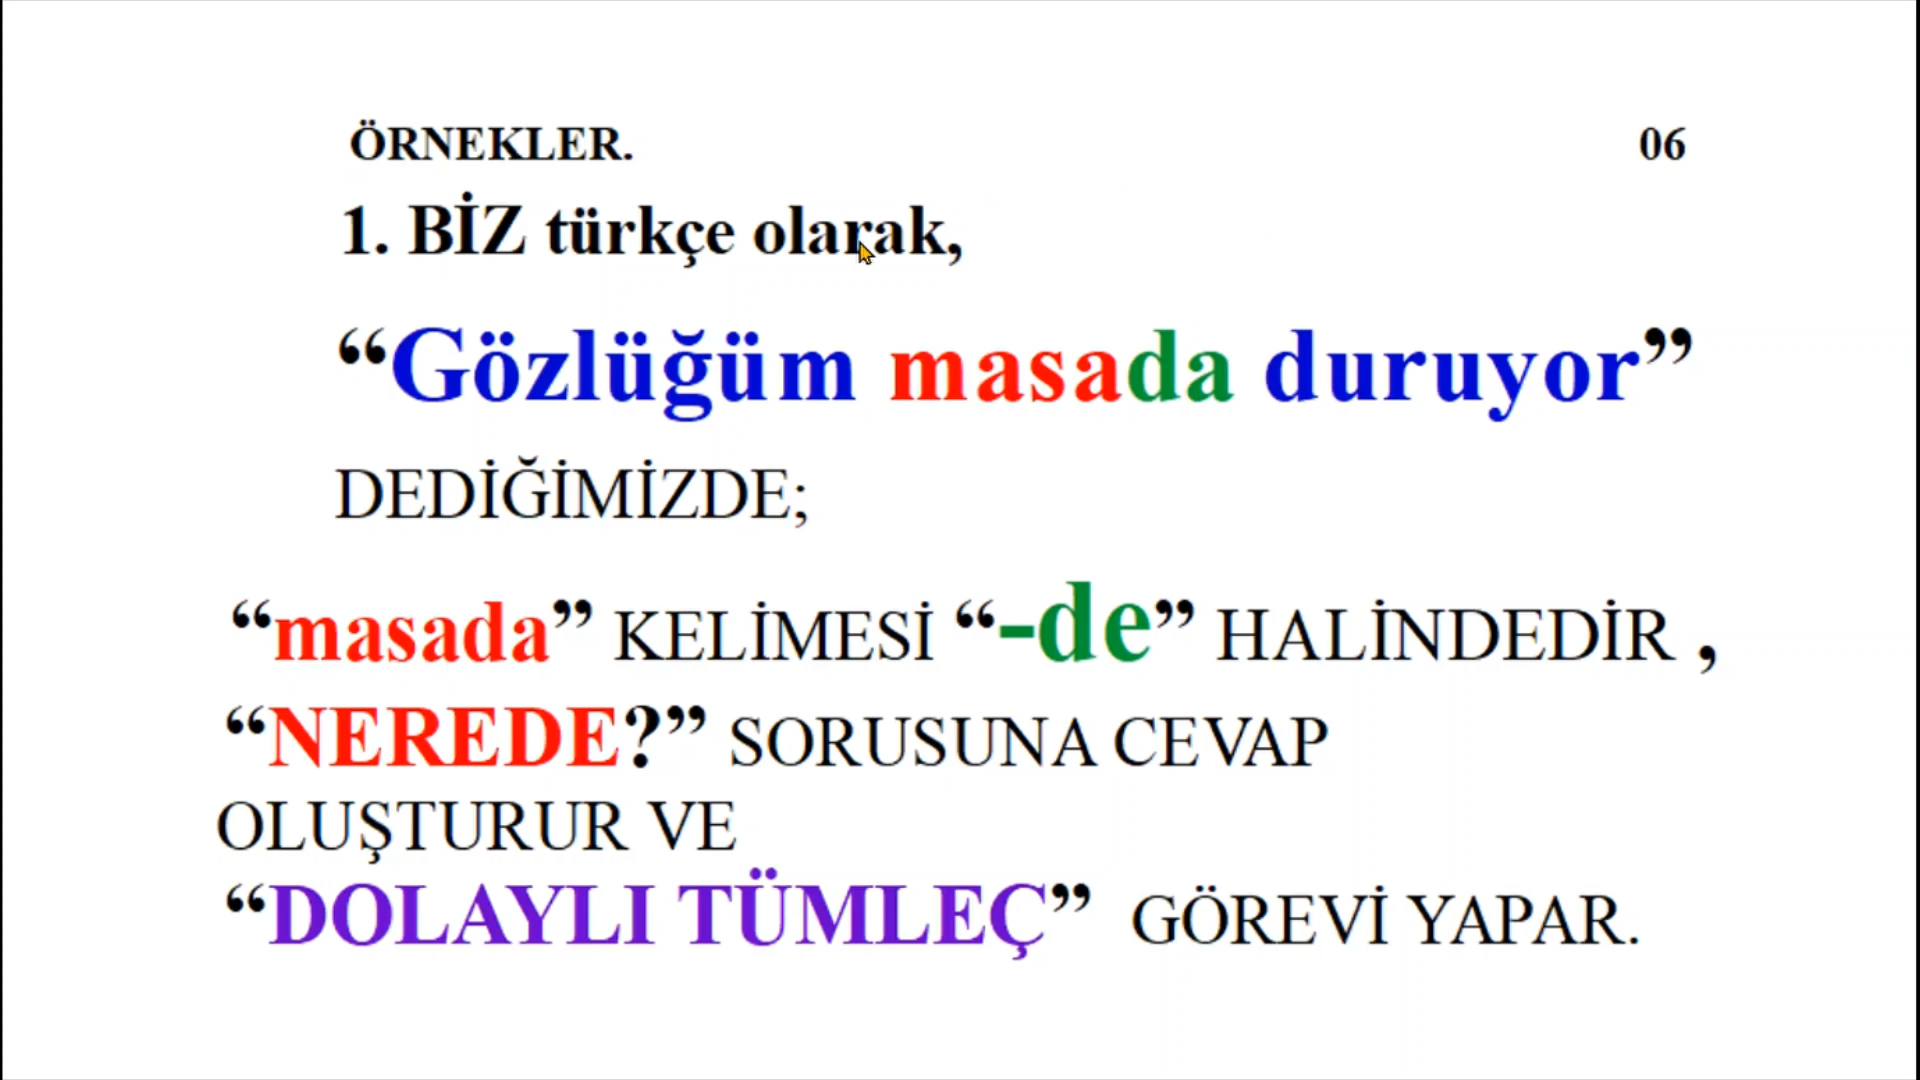 ÖRNEKLER. 06
1. BİZ türkçe olarak,
“Gözlüğüm masada duruyor”
DEDİĞİMİZDE;
“masada” KELİMESİ “-de” HALİNDEDİR ,
“NEREDE?” SORUSUNA CEVAP
OLUŞTURUR VE
“DOLAYLI TÜMLEÇ” GÖREVİ YAPAR.